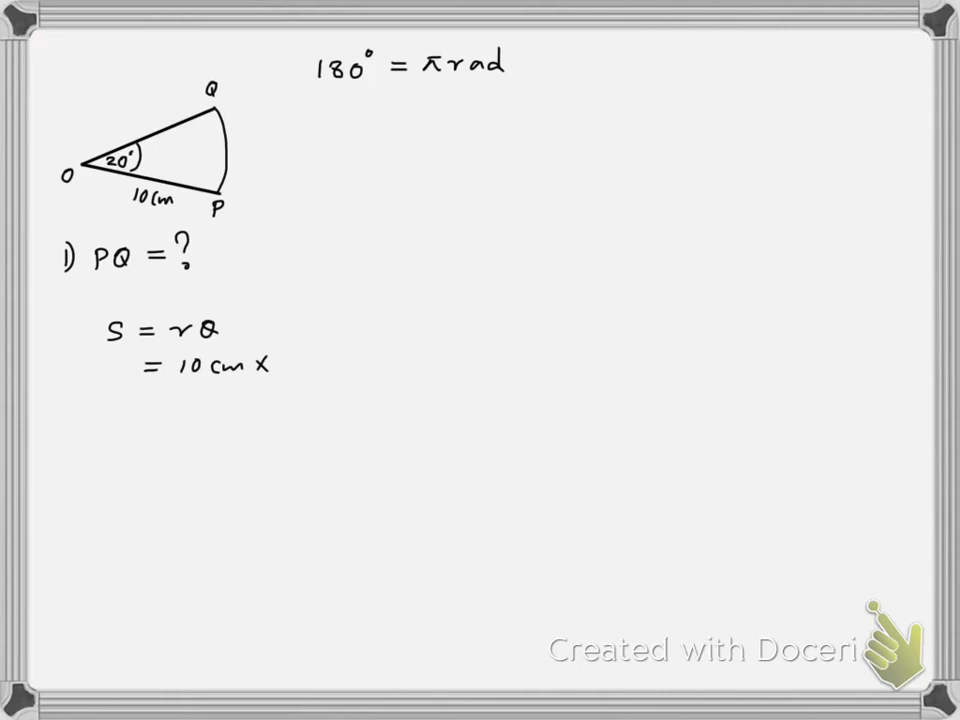 180° = π rad
Q
20°
O
10cm
P
1) PQ = ?
S = rθ
= 10 cm ×
Created with Doceri